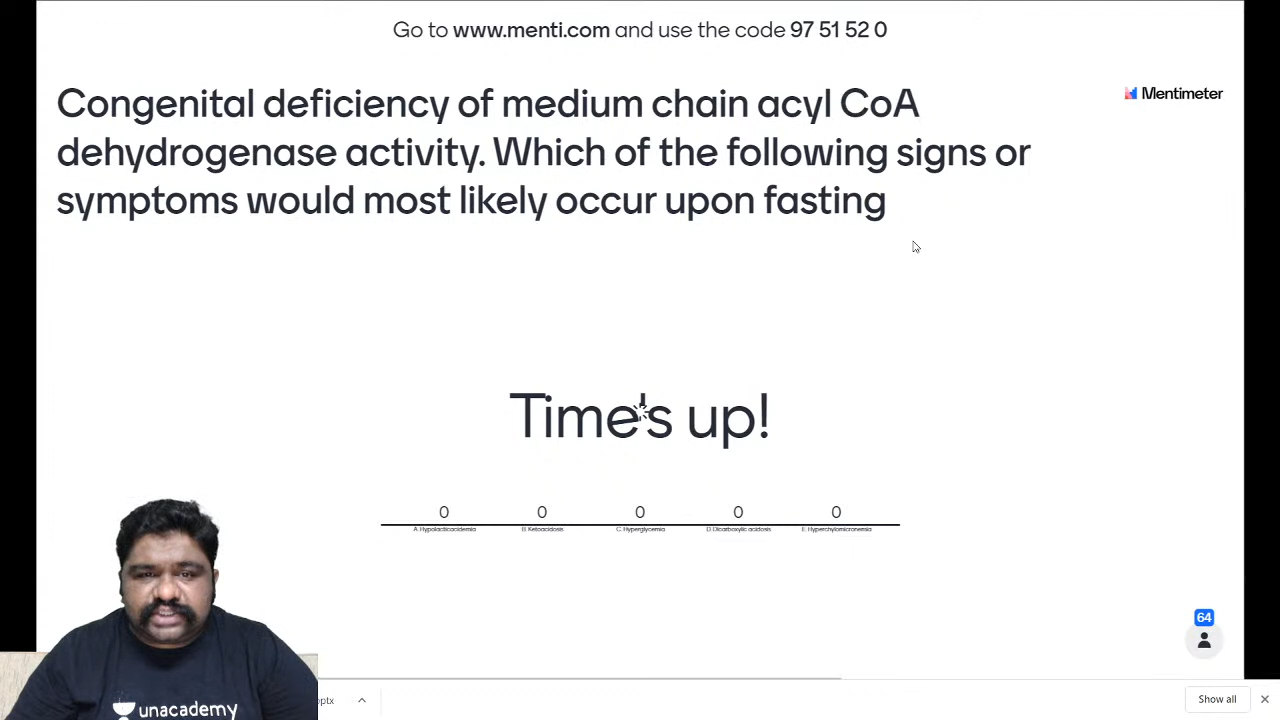 Go to www.menti.com and use the code 97 51 52 0
Congenital deficiency of medium chain acyl CoA
dehydrogenase activity. Which of the following signs or
symptoms would most likely occur upon fasting
Mentimeter
Time's up!
0 0 0 0 0
A. Hypolacticacidemia B. Ketoacidosis C. Hyperglycemia D. Dicarboxylic acidosis E. Hyperchylomicronemia
64
unacademy
pptx
Show all